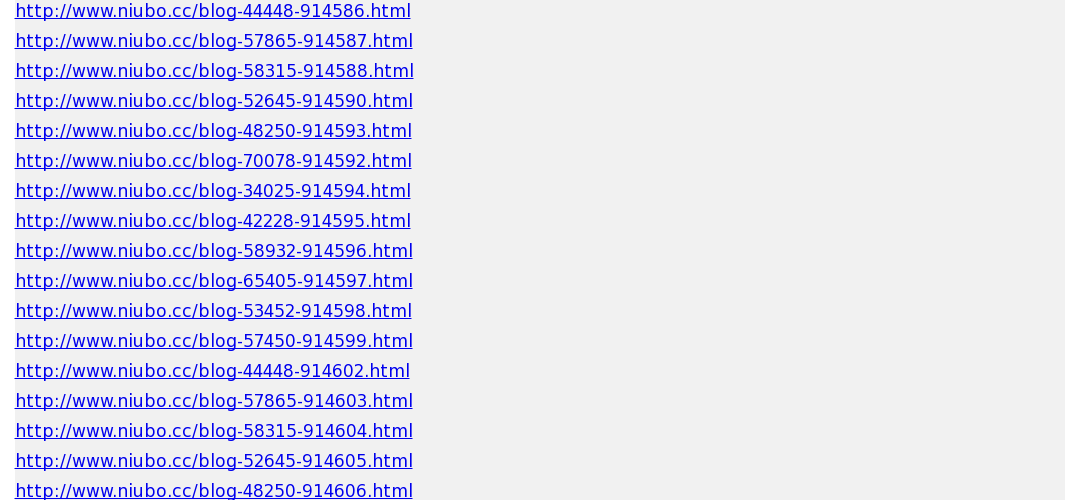 http://www.niubo.cc/blog-44448-914586.html
http://www.niubo.cc/blog-57865-914587.html
http://www.niubo.cc/blog-58315-914588.html
http://www.niubo.cc/blog-52645-914590.html
http://www.niubo.cc/blog-48250-914593.html
http://www.niubo.cc/blog-70078-914592.html
http://www.niubo.cc/blog-34025-914594.html
http://www.niubo.cc/blog-42228-914595.html
http://www.niubo.cc/blog-58932-914596.html
http://www.niubo.cc/blog-65405-914597.html
http://www.niubo.cc/blog-53452-914598.html
http://www.niubo.cc/blog-57450-914599.html
http://www.niubo.cc/blog-44448-914602.html
http://www.niubo.cc/blog-57865-914603.html
http://www.niubo.cc/blog-58315-914604.html
http://www.niubo.cc/blog-52645-914605.html
http://www.niubo.cc/blog-48250-914606.html